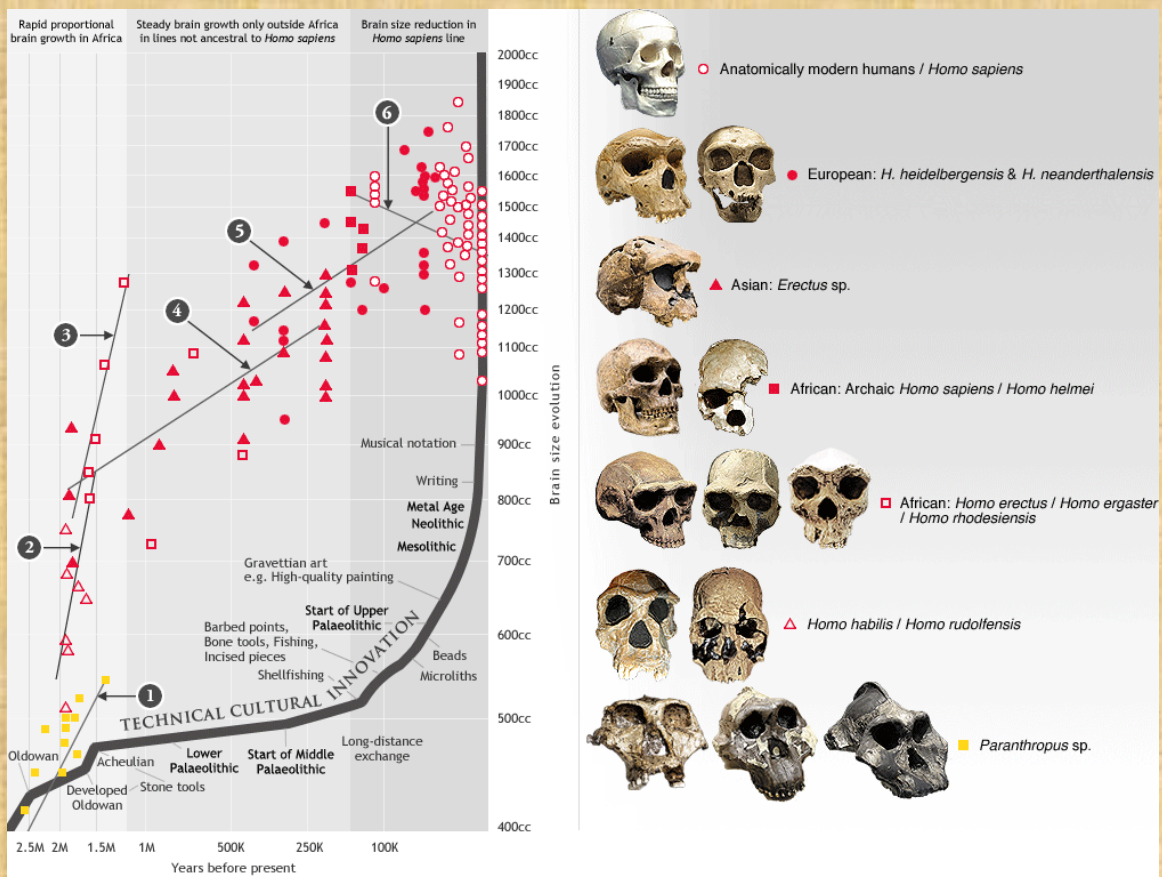 Rapid proportional
brain growth in Africa
Steady brain growth only outside Africa
in lines not ancestral to Homo sapiens
Brain size reduction in
Homo sapiens line
2000cc
1900cc
1800cc
1700cc
1600cc
1500cc
1400cc
1300cc
1200cc
1100cc
1000cc
900cc
800cc
700cc
600cc
500cc
400cc
Brain size evolution
6
5
4
3
2
1
Musical notation
Writing
Metal Age
Neolithic
Mesolithic
Gravettian art
e.g. High-quality painting
Start of Upper
Palaeolithic
Barbed points,
Bone tools, Fishing,
Incised pieces
Beads
Microliths
Shellfishing
TECHNICAL CULTURAL INNOVATION
Long-distance
exchange
Start of Middle
Palaeolithic
Lower
Palaeolithic
Oldowan
Acheulian
Stone tools
Developed
Oldowan
2.5M
2M
1.5M
1M
500K
250K
100K
Years before present
Anatomically modern humans / Homo sapiens
European: H. heidelbergensis & H. neanderthalensis
Asian: Erectus sp.
African: Archaic Homo sapiens / Homo helmei
African: Homo erectus / Homo ergaster
/ Homo rhodesiensis
Homo habilis / Homo rudolfensis
Paranthropus sp.